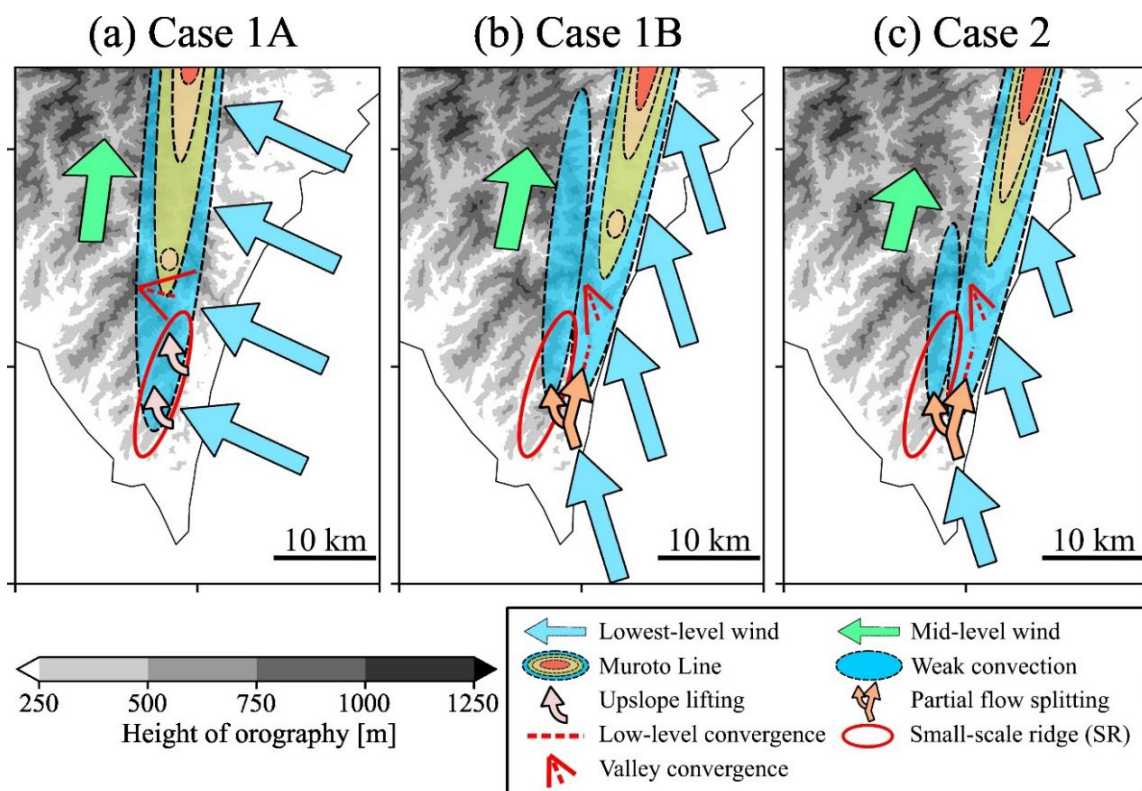 (a) Case 1A
(b) Case 1B
(c) Case 2
10 km
10 km
10 km
250 500 750 1000 1250
Height of orography [m]
Lowest-level wind
Mid-level wind
Muroto Line
Weak convection
Upslope lifting
Partial flow splitting
Low-level convergence
Small-scale ridge (SR)
Valley convergence